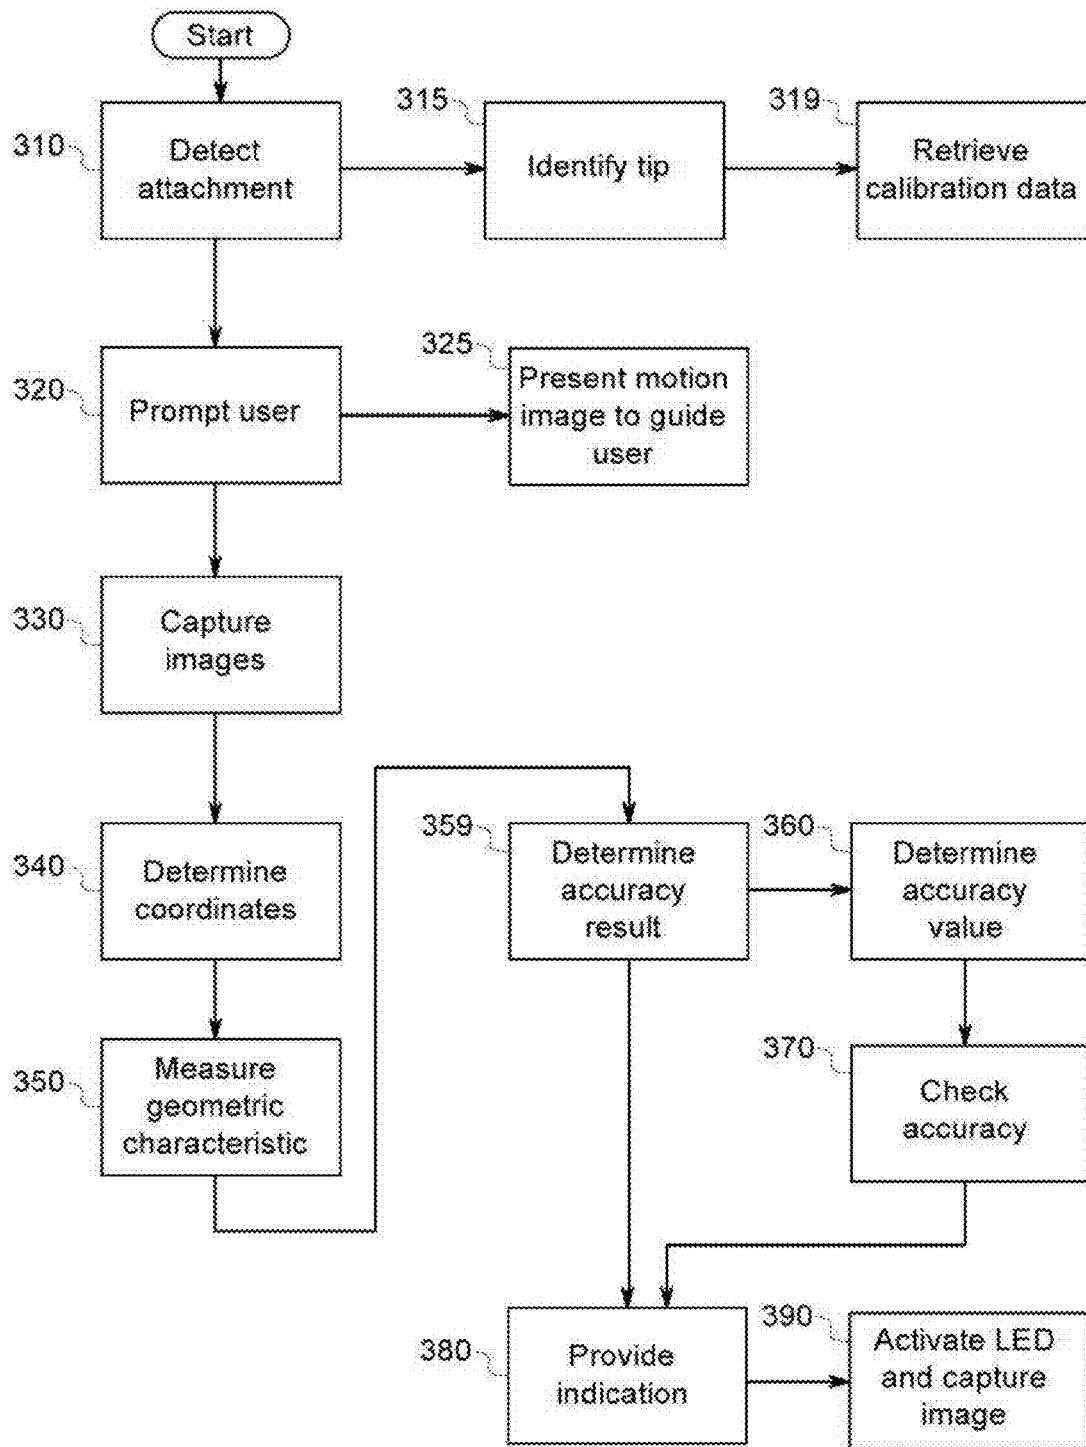 Start
310
Detect
attachment
315
Identify tip
319
Retrieve
calibration data
320
Prompt user
325
Present motion
image to guide
user
330
Capture
images
340
Determine
coordinates
359
Determine
accuracy
result
360
Determine
accuracy
value
350
Measure
geometric
characteristic
370
Check
accuracy
380
Provide
indication
390
Activate LED
and capture
image